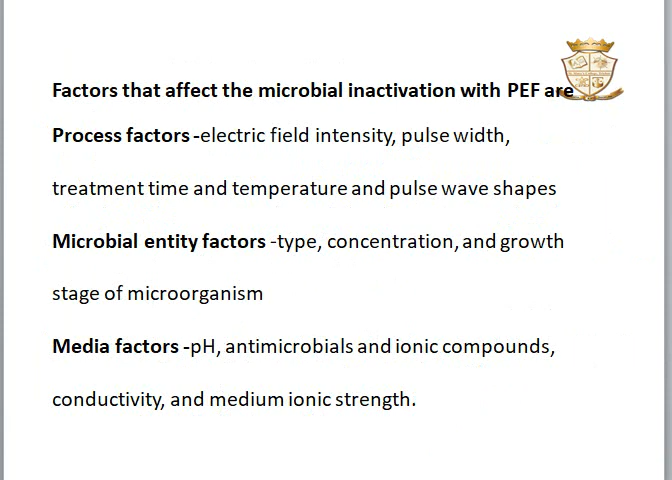 Factors that affect the microbial inactivation with PEF are
Process factors -electric field intensity, pulse width,
treatment time and temperature and pulse wave shapes
Microbial entity factors -type, concentration, and growth
stage of microorganism
Media factors -pH, antimicrobials and ionic compounds,
conductivity, and medium ionic strength.